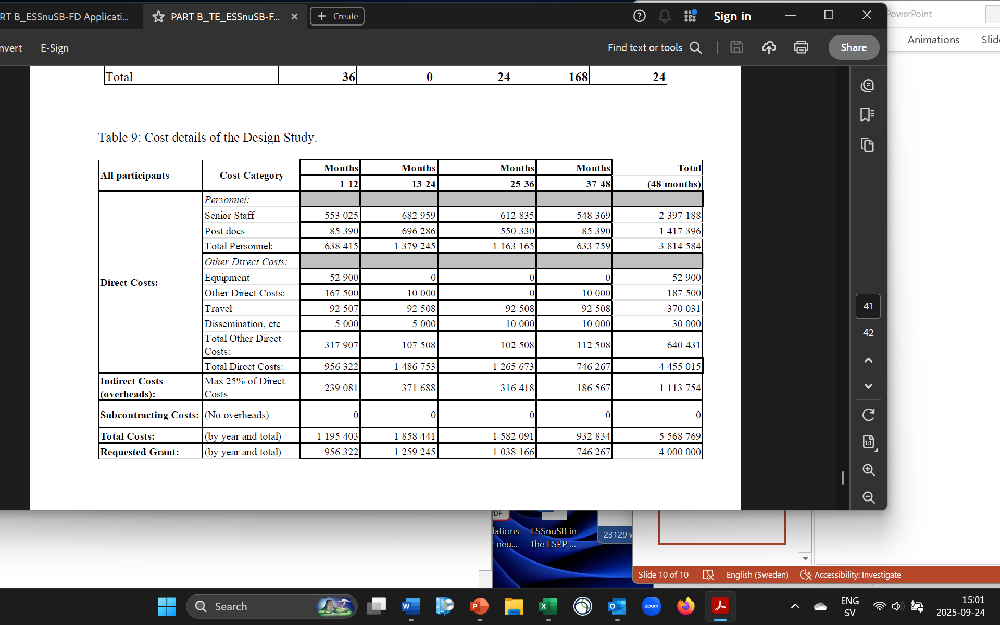 RT B_ESSnuSB-FD Applicati...
PART B_TE_ESSnuSB-F...
Create
Sign in
PowerPoint
nvert
E-Sign
Find text or tools
Share
Animations
Slid
Total 36 0 24 168 24
Table 9: Cost details of the Design Study.
All participants Cost Category Months Months Months Months Total
1-12 13-24 25-36 37-48 (48 months)
Personnel:
Senior Staff 553 025 682 959 612 835 548 369 2 397 188
Post docs 85 390 696 286 550 330 85 390 1 417 396
Total Personnel: 638 415 1 379 245 1 163 165 633 759 3 814 584
Other Direct Costs:
Direct Costs: Equipment 52 900 0 0 0 52 900
Other Direct Costs: 167 500 10 000 0 10 000 187 500
Travel 92 507 92 508 92 508 92 508 370 031
Dissemination, etc 5 000 5 000 10 000 10 000 30 000
Total Other Direct
Costs: 317 907 107 508 102 508 112 508 640 431
Total Direct Costs: 956 322 1 486 753 1 265 673 746 267 4 455 015
Indirect Costs Max 25% of Direct
(overheads): Costs 239 081 371 688 316 418 186 567 1 113 754
Subcontracting Costs: (No overheads) 0 0 0 0 0
Total Costs: (by year and total) 1 195 403 1 858 441 1 582 091 932 834 5 568 769
Requested Grant: (by year and total) 956 322 1 259 245 1 038 166 746 267 4 000 000
41
42
1:1
DF
lations
neu...
ESSnuSB in
the ESPP ...
23129 v
Slide 10 of 10
English (Sweden)
Accessibility: Investigate
Search
zoom
ENG
SV
15:01
2025-09-24